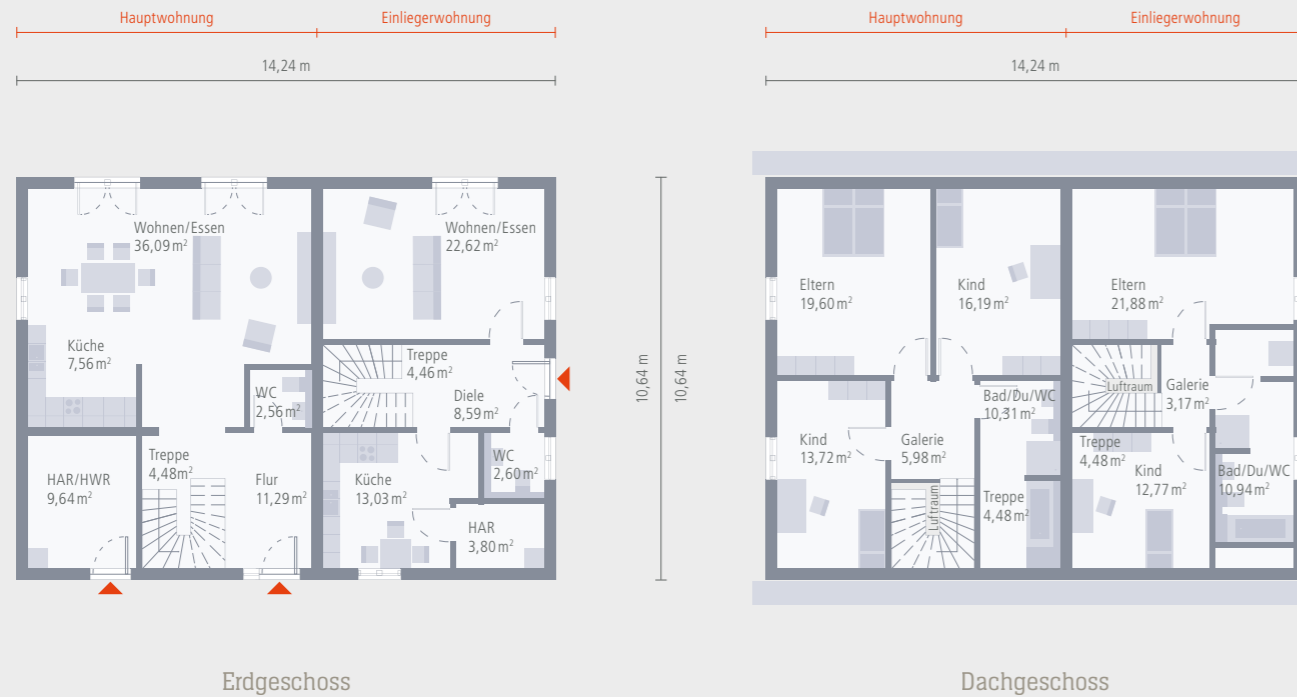 Hauptwohnung
Einliegerwohnung
14,24 m
Wohnen/Essen
36,09 m²
Wohnen/Essen
22,62 m²
Küche
7,56 m²
Treppe
4,46 m²
WC
2,56 m²
Diele
8,59 m²
HAR/HWR
9,64 m²
Treppe
4,48 m²
Flur
11,29 m²
Küche
13,03 m²
WC
2,60 m²
HAR
3,80 m²
10,64 m
Erdgeschoss
Hauptwohnung
Einliegerwohnung
14,24 m
10,64 m
Eltern
19,60 m²
Kind
16,19 m²
Eltern
21,88 m²
Luftraum
Galerie
3,17 m²
Bad/Du/WC
10,31 m²
Kind
13,72 m²
Galerie
5,98 m²
Luftraum
Treppe
4,48 m²
Treppe
4,48 m²
Kind
12,77 m²
Bad/Du/WC
10,94 m²
Dachgeschoss